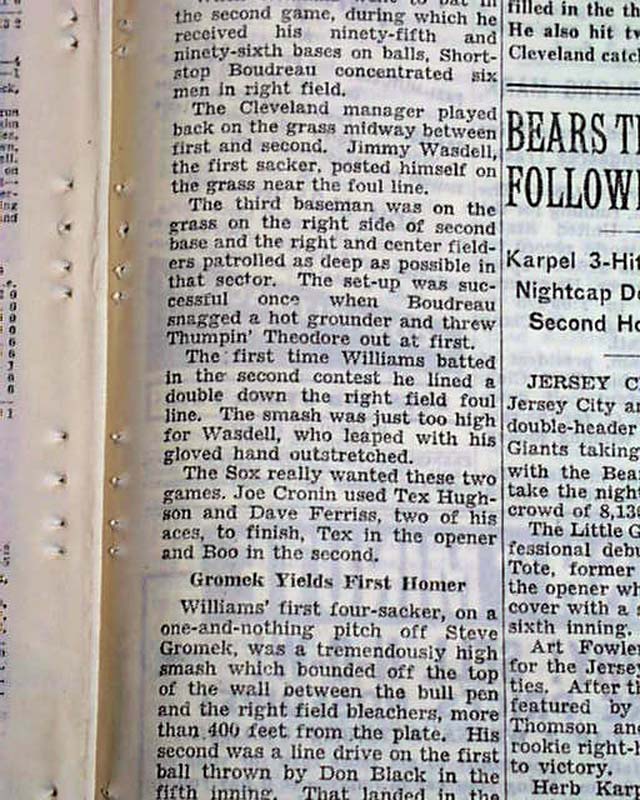 the second game, during which he
received his ninety-fifth and
ninety-sixth bases on balls, Short-
stop Boudreau concentrated six
men in right field.
The Cleveland manager played
back on the grass midway between
first and second. Jimmy Wasdell,
the first sacker, posted himself on
the grass near the foul line.
The third baseman was on the
grass on the right side of second
base and the right and center field-
ers patrolled as deep as possible in
that sector. The set-up was suc-
cessful once when Boudreau
snagged a hot grounder and threw
Thumpin' Theodore out at first.
The first time Williams batted
in the second contest he lined a
double down the right field foul
line. The smash was just too high
for Wasdell, who leaped with his
gloved hand outstretched.
The Sox really wanted these two
games. Joe Cronin used Tex Hugh-
son and Dave Ferriss, two of his
aces, to finish, Tex in the opener
and Boo in the second.
Gromek Yields First Homer
Williams' first four-sacker, on a
one-and-nothing pitch off Steve
Gromek, was a tremendously high
smash which bounded off the top
of the wall between the bull pen
and the right field bleachers, more
than 400 feet from the plate. His
second was a line drive on the first
ball thrown by Don Black in the
fifth inning. That landed in the
filled in the th
He also hit tw
Cleveland catc
BEARS T
FOLLOW
Karpel 3-Hit
Nightcap D
Second Ho
JERSEY C
Jersey City a
double-header
Giants taking
with the Bea
take the nigh
crowd of 8,13
The Little G
fessional deb
Tote, former
the opener wh
cover with a
sixth inning.
Art Fowle
for the Jersey
ties. After t
featured by
Thomson an
rookie right-
to victory.
Herb Karp